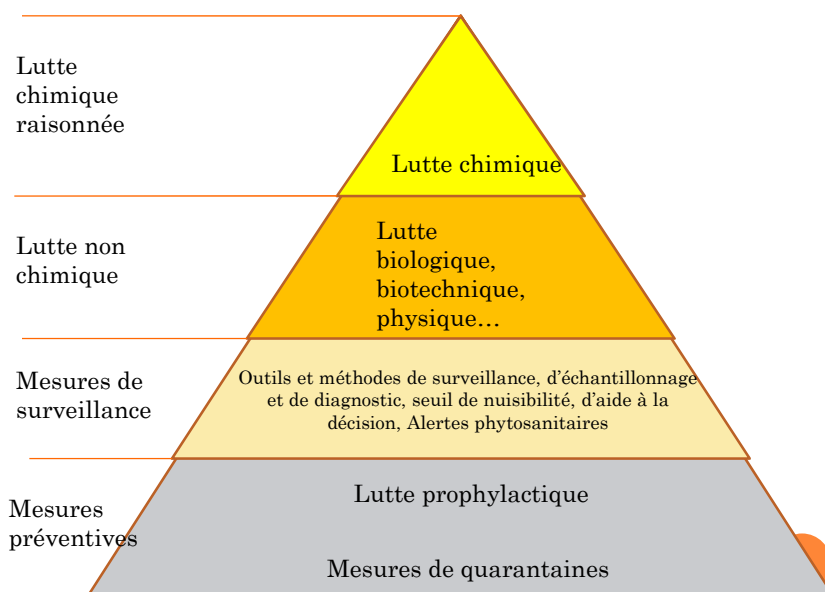 Lutte
chimique
raisonnée
Lutte chimique
Lutte non
chimique
Lutte
biologique,
biotechnique,
physique…
Mesures de
surveillance
Outils et méthodes de surveillance, d’échantillonnage
et de diagnostic, seuil de nuisibilité, d’aide à la
décision, Alertes phytosanitaires
Mesures
préventives
Lutte prophylactique
Mesures de quarantaines